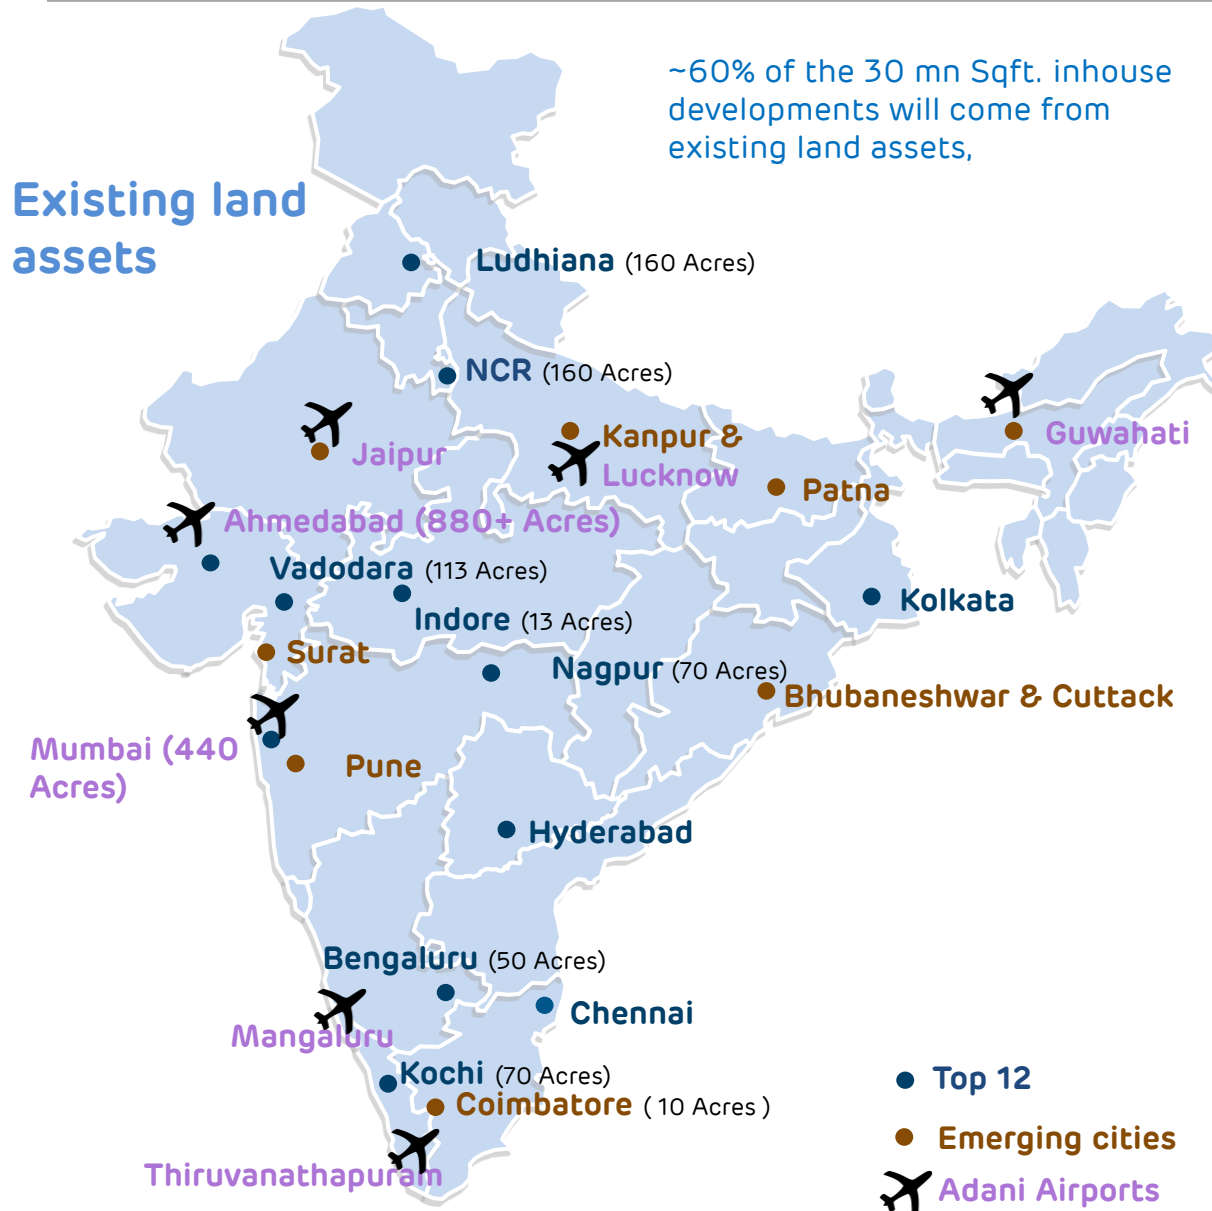 ~60% of the 30 mn Sqft. inhouse
developments will come from
existing land assets,
Existing land
assets
Ludhiana (160 Acres)
NCR (160 Acres)
Kanpur &
Lucknow
Jaipur
Guwahati
Patna
Ahmedabad (880+ Acres)
Vadodara (113 Acres)
Indore (13 Acres)
Kolkata
Surat
Nagpur (70 Acres)
Bhubaneshwar & Cuttack
Mumbai (440
Acres)
Pune
Hyderabad
Bengaluru (50 Acres)
Chennai
Mangaluru
Kochi (70 Acres)
Coimbatore ( 10 Acres )
Thiruvanathapuram
Top 12
Emerging cities
Adani Airports